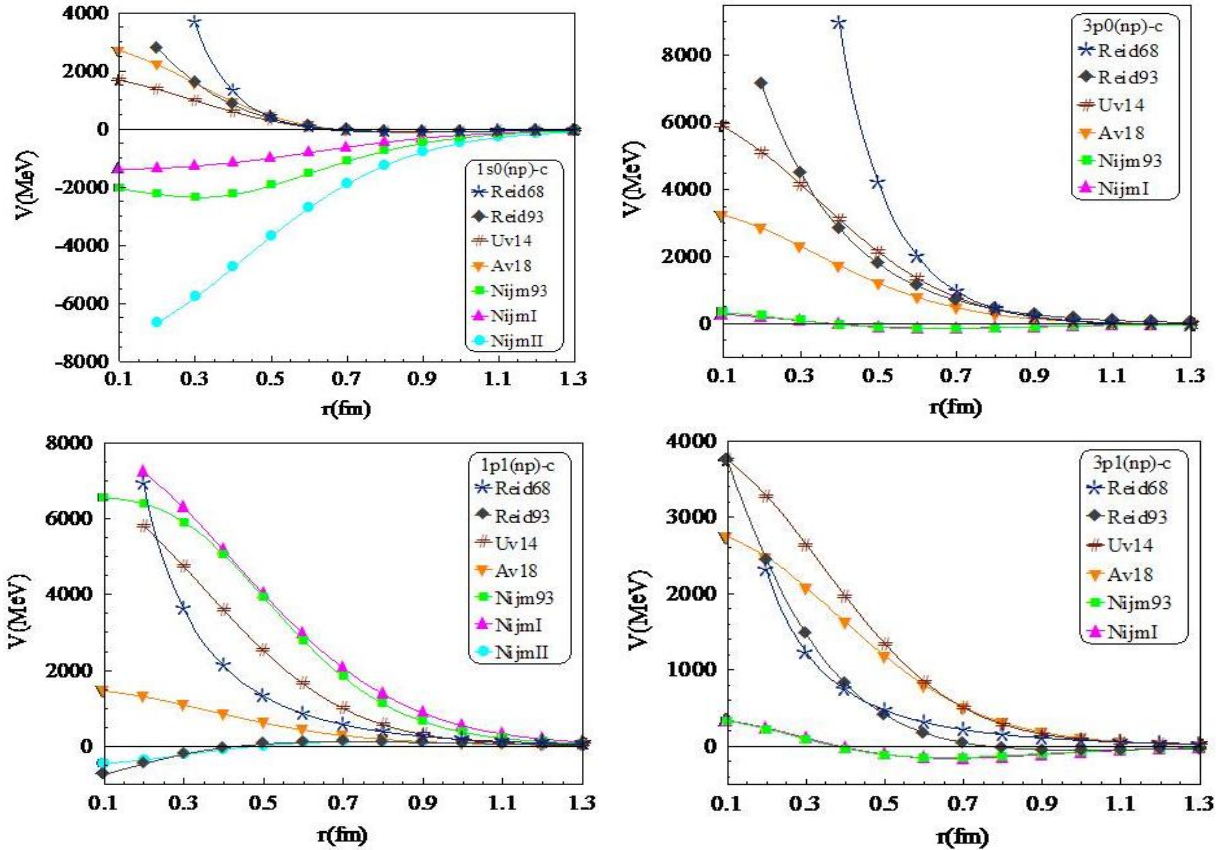 4000
2000
0
-2000
-4000
-6000
-8000
V(MeV)
1s0(np)-c
Reid68
Reid93
Uv14
Av18
Nijm93
NijmI
NijmII
0.1 0.3 0.5 0.7 0.9 1.1 1.3
r(fm)
8000
6000
4000
2000
0
V(MeV)
3p0(np)-c
Reid68
Reid93
Uv14
Av18
Nijm93
NijmI
0.1 0.3 0.5 0.7 0.9 1.1 1.3
r(fm)
8000
6000
4000
2000
0
V(MeV)
1p1(np)-c
Reid68
Reid93
Uv14
Av18
Nijm93
NijmI
NijmII
0.1 0.3 0.5 0.7 0.9 1.1 1.3
r(fm)
4000
3000
2000
1000
0
V(MeV)
3p1(np)-c
Reid68
Reid93
Uv14
Av18
Nijm93
NijmI
0.1 0.3 0.5 0.7 0.9 1.1 1.3
r(fm)